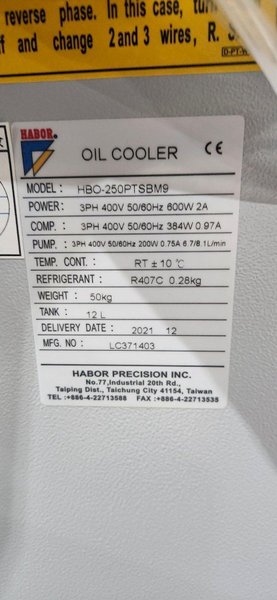 reverse phase. In this case, turn
and change 2 and 3 wires, R. S.
D-PT-W
HABOR®
OIL COOLER CE
MODEL: HBO-250PTSBM9
POWER: 3PH 400V 50/60Hz 600W 2A
COMP. : 3PH 400V 50/60Hz 384W 0.97A
PUMP. : 3PH 400V 50/60Hz 200W 0.75A 6.7/8.1L/min
TEMP. CONT. : RT ± 10 ℃
REFRIGERANT : R407C 0.28kg
WEIGHT : 50kg
TANK : 12 L
DELIVERY DATE : 2021 12
MFG. NO. : LC371403
HABOR PRECISION INC.
No.77,Industrial 20th Rd.,
Taiping Dist., Taichung City 41154, Taiwan
TEL :+886-4-22713588 FAX :+886-4-22713535